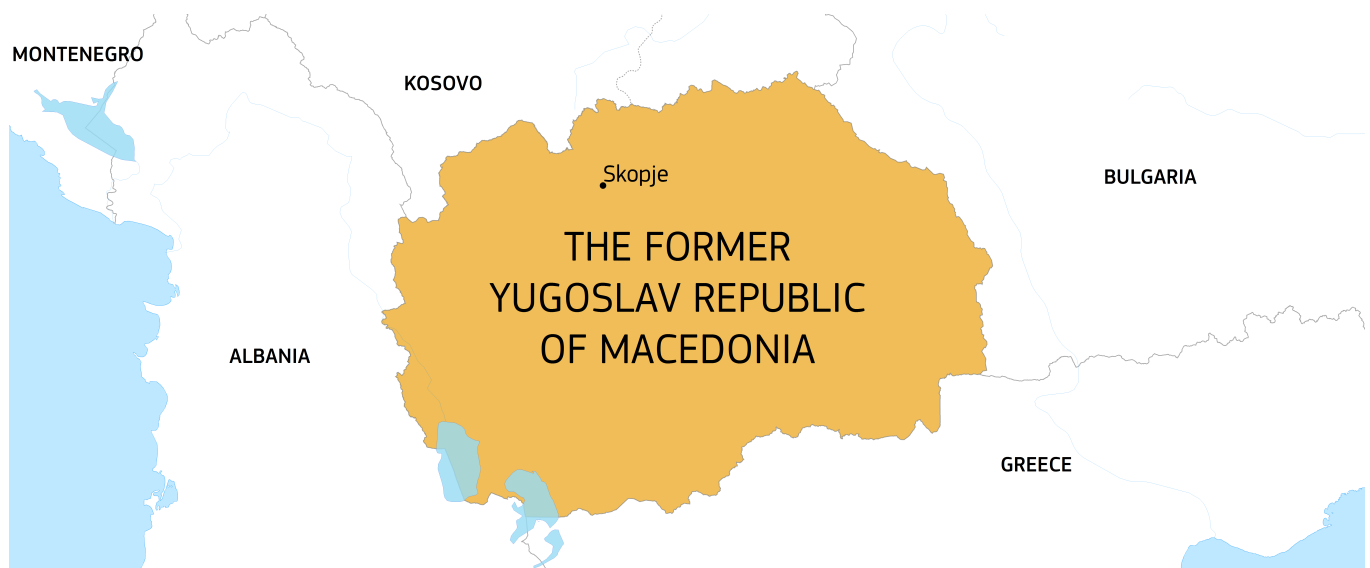 MONTENEGRO
KOSOVO
Skopje
BULGARIA
THE FORMER
YUGOSLAV REPUBLIC
OF MACEDONIA
ALBANIA
GREECE